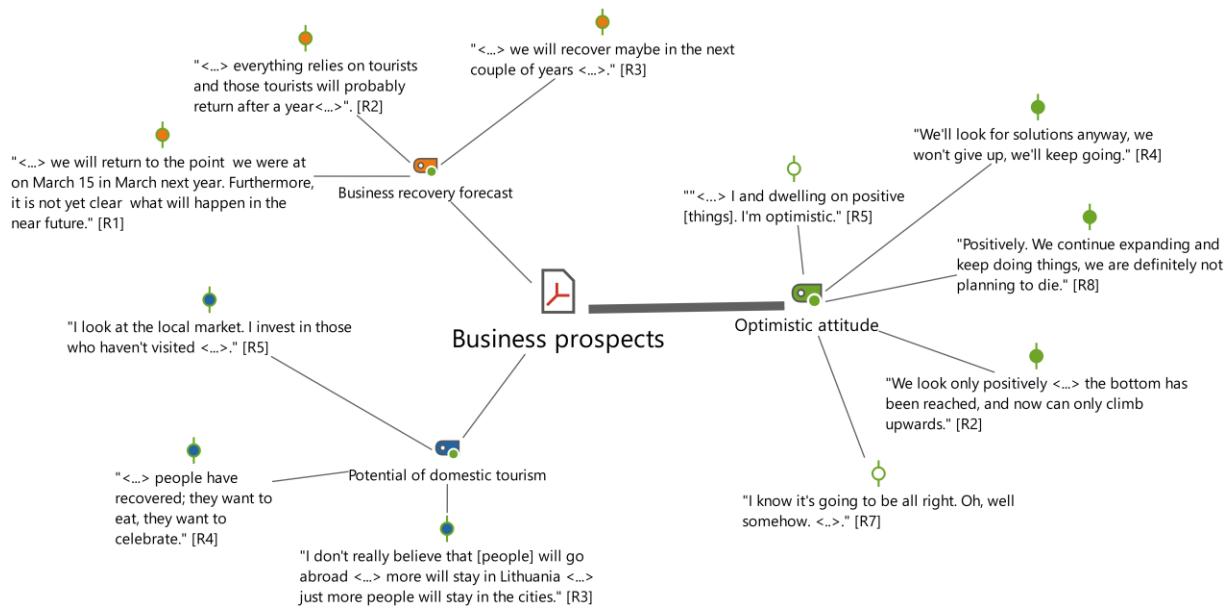 "<...> we will recover maybe in the next
couple of years <...>." [R3]
"<...> everything relies on tourists
and those tourists will probably
return after a year<...>". [R2]
"<...> we will return to the point  we were at
on March 15 in March next year. Furthermore,
it is not yet clear  what will happen in the
near future." [R1]
Business recovery forecast
"We'll look for solutions anyway, we
won't give up, we'll keep going." [R4]
""<...> I and dwelling on positive
[things]. I'm optimistic." [R5]
"Positively. We continue expanding and
keep doing things, we are definitely not
planning to die." [R8]
Optimistic attitude
Business prospects
"I look at the local market. I invest in those
who haven't visited <...>." [R5]
"We look only positively <...> the bottom has
been reached, and now can only climb
upwards." [R2]
Potential of domestic tourism
"<...> people have
recovered; they want to
eat, they want to
celebrate." [R4]
"I know it's going to be all right. Oh, well
somehow. <..>." [R7]
"I don't really believe that [people] will go
abroad <...> more will stay in Lithuania <...>
just more people will stay in the cities." [R3]